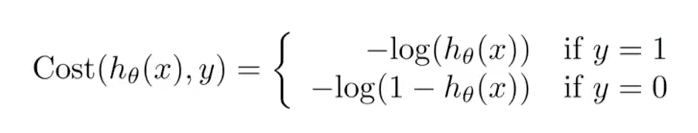 −log(hθ(x)) if y = 1
Cost(hθ(x), y) = {
−log(1 − hθ(x)) if y = 0